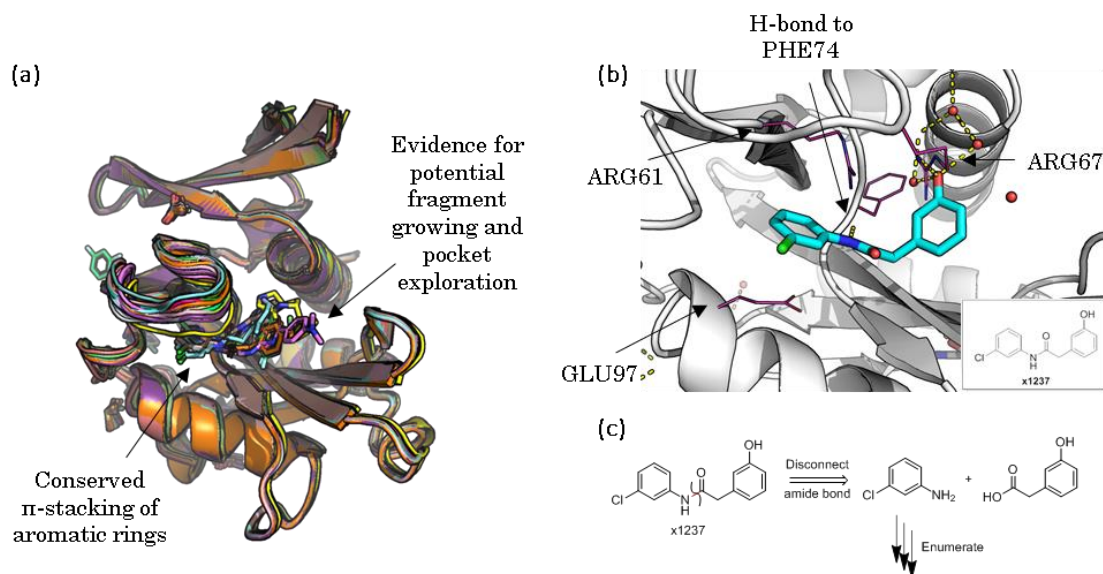 (a)
Evidence for
potential
fragment
growing and
pocket
exploration
Conserved
π-stacking of
aromatic rings
H-bond to
PHE74
(b)
ARG61
ARG67
GLU97
OH
O
Cl
N
H
x1237
(c)
OH
O
Cl
N
H
x1237
Disconnect
amide bond
Cl
NH₂
+
O
HO
OH
Enumerate